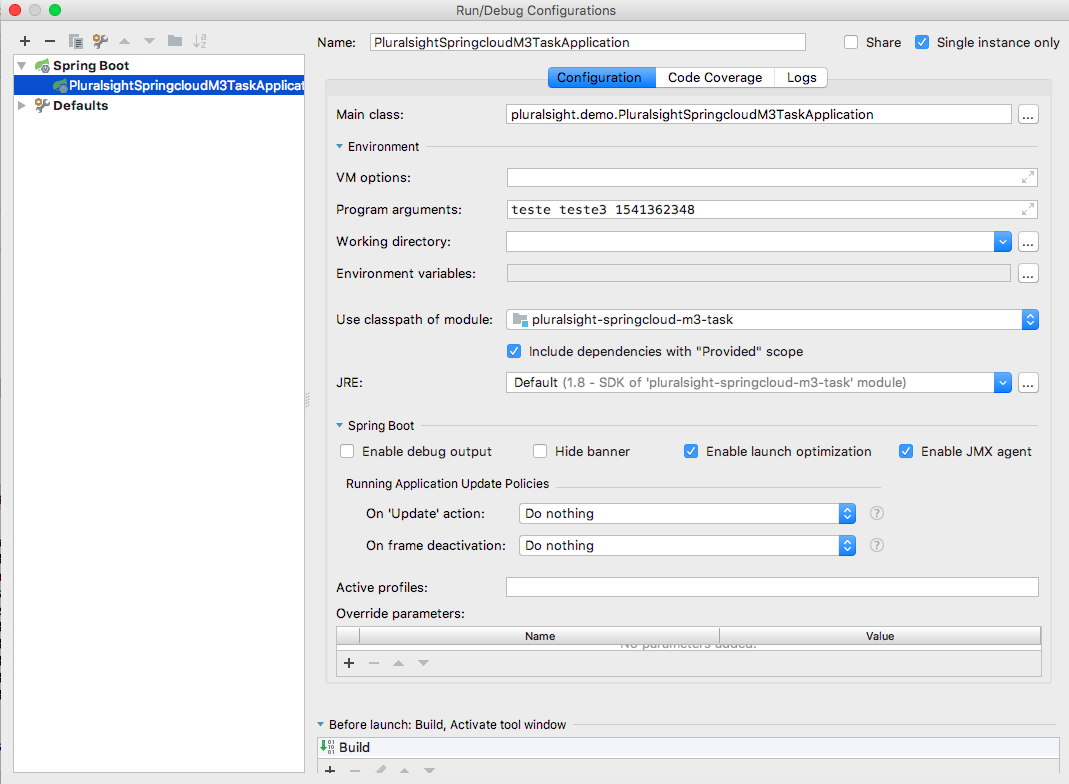 Run/Debug Configurations
Name: PluralsightSpringcloudM3TaskApplication Share Single instance only
Spring Boot
PluralsightSpringcloudM3TaskApplicat
Defaults
Configuration Code Coverage Logs
Main class: pluralsight.demo.PluralsightSpringcloudM3TaskApplication ...
Environment
VM options:
Program arguments: teste teste3 1541362348
Working directory: ...
Environment variables: ...
Use classpath of module: pluralsight-springcloud-m3-task
Include dependencies with "Provided" scope
JRE: Default (1.8 - SDK of 'pluralsight-springcloud-m3-task' module) ...
Spring Boot
Enable debug output Hide banner Enable launch optimization Enable JMX agent
Running Application Update Policies
On 'Update' action: Do nothing ?
On frame deactivation: Do nothing ?
Active profiles:
Override parameters:
Name Value
No parameters added.
Before launch: Build, Activate tool window
Build